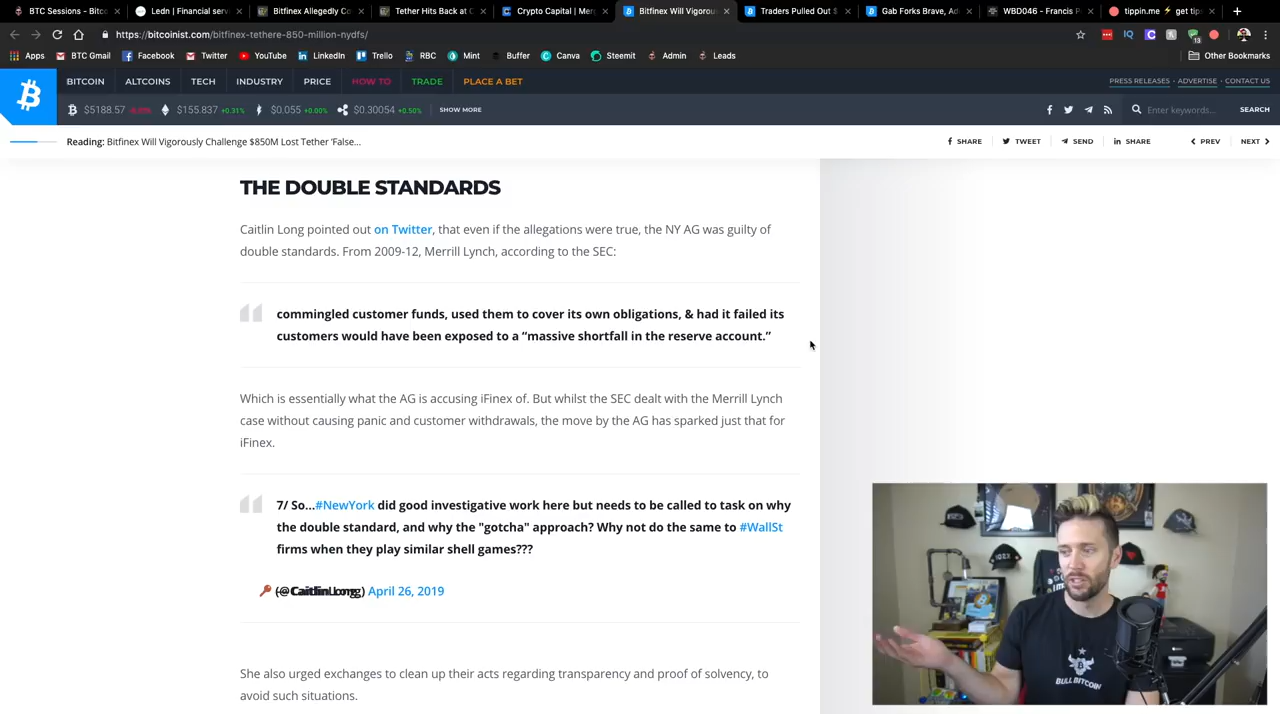 BTC Sessions - Bitco
Ledn | Financial serv
Bitfinex Allegedly Co
Tether Hits Back at C
Crypto Capital | Merg
Bitfinex Will Vigorou
Traders Pulled Out $
Gab Forks Brave, Ad
WBD046 - Francis P
tippin.me ⚡ get tip
https://bitcoinist.com/bitfinex-tethere-850-million-nydfs/
Apps BTC Gmail Facebook Twitter YouTube LinkedIn Trello RBC Mint Buffer Canva Steemit Admin Leads Other Bookmarks
BITCOIN ALTCOINS TECH INDUSTRY PRICE HOW TO TRADE PLACE A BET PRESS RELEASES - ADVERTISE - CONTACT US
$5188.57 $155.837 +0.31% $0.055 +0.00% $0.30054 +0.50% SHOW MORE Enter keywords... SEARCH
Reading: Bitfinex Will Vigorously Challenge $850M Lost Tether 'False... SHARE TWEET SEND SHARE PREV NEXT
THE DOUBLE STANDARDS
Caitlin Long pointed out on Twitter, that even if the allegations were true, the NY AG was guilty of
double standards. From 2009-12, Merrill Lynch, according to the SEC:
commingled customer funds, used them to cover its own obligations, & had it failed its
customers would have been exposed to a “massive shortfall in the reserve account.”
Which is essentially what the AG is accusing iFinex of. But whilst the SEC dealt with the Merrill Lynch
case without causing panic and customer withdrawals, the move by the AG has sparked just that for
iFinex.
7/ So...#NewYork did good investigative work here but needs to be called to task on why
the double standard, and why the "gotcha" approach? Why not do the same to #WallSt
firms when they play similar shell games???
April 26, 2019
She also urged exchanges to clean up their acts regarding transparency and proof of solvency, to
avoid such situations.
BULL BITCOIN